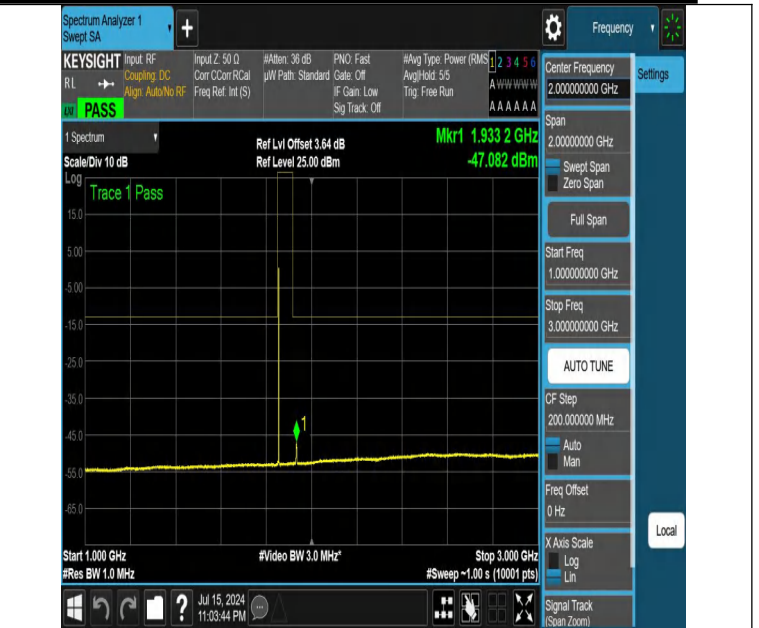 Spectrum Analyzer 1
Swept SA
+
Frequency
KEYSIGHT
RL
PASS
Input: RF
Coupling: DC
Align: Auto/No RF
Input Z: 50 Ω
Corr CCorr RCal
Freq Ref: Int (S)
#Atten: 36 dB
µW Path: Standard
PNO: Fast
Gate: Off
IF Gain: Low
Sig Track: Off
#Avg Type: Power (RMS
Avg|Hold: 5/5
Trig: Free Run
1 2 3 4 5 6
A W W W W W
A A A A A A
1 Spectrum
Scale/Div 10 dB
Ref Lvl Offset 3.64 dB
Ref Level 25.00 dBm
Mkr1 1.933 2 GHz
-47.082 dBm
Log
Trace 1 Pass
15.0
5.00
-5.00
-15.0
-25.0
-35.0
-45.0
-55.0
-65.0
1
Start 1.000 GHz
#Res BW 1.0 MHz
#Video BW 3.0 MHz*
Stop 3.000 GHz
#Sweep ~1.00 s (10001 pts)
?
Jul 15, 2024
11:03:44 PM
Center Frequency
2.000000000 GHz
Settings
Span
2.00000000 GHz
Swept Span
Zero Span
Full Span
Start Freq
1.000000000 GHz
Stop Freq
3.000000000 GHz
AUTO TUNE
CF Step
200.000000 MHz
Auto
Man
Freq Offset
0 Hz
X Axis Scale
Log
Lin
Local
Signal Track
(Span Zoom)